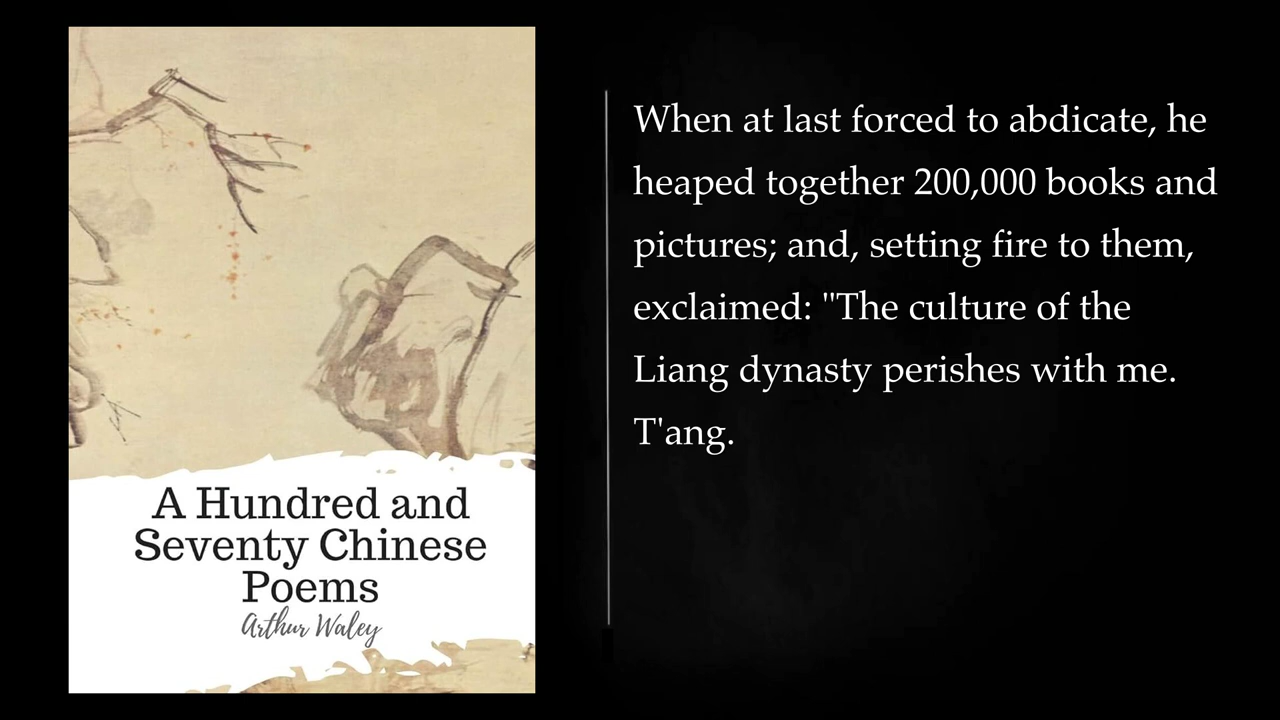 A Hundred and
Seventy Chinese
Poems
Arthur Waley
When at last forced to abdicate, he
heaped together 200,000 books and
pictures; and, setting fire to them,
exclaimed: "The culture of the
Liang dynasty perishes with me.
T'ang.